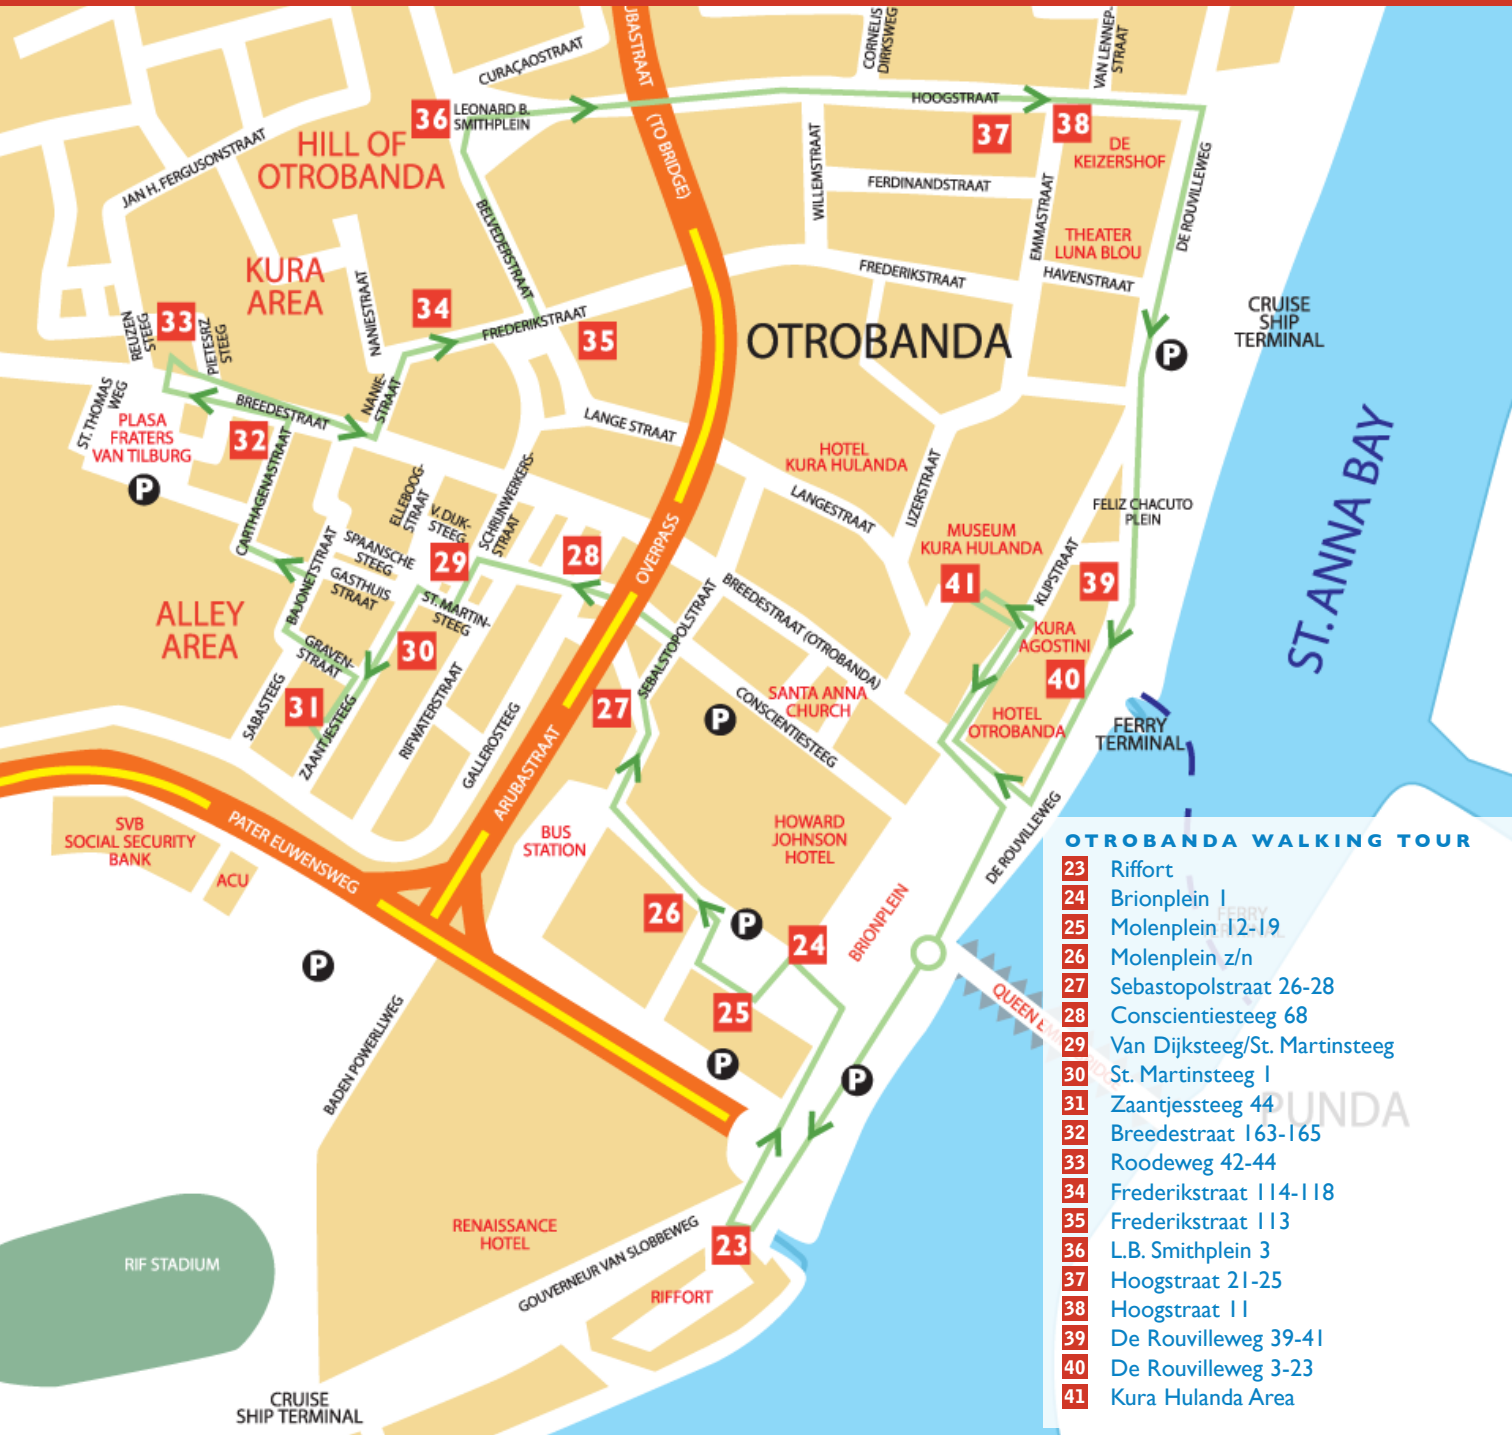 CURAÇAOSTRAAT
UBASTRAAT
(TO BRIDGE)
CORNELIS
DIRKSWEG
VAN LENNEP-
STRAAT
36
LEONARD B.
SMITHPLEIN
HOOGSTRAAT
37
38
DE
KEIZERSHOF
HILL OF
OTROBANDA
JAN H. FERGUSONSTRAAT
WILLEMSTRAAT
FERDINANDSTRAAT
EMMASTRAAT
DE ROUVILLEWEG
THEATER
LUNA BLOU
BELVEDERSTRAAT
KURA
AREA
NANIESTRAAT
FREDERIKSTRAAT
HAVENSTRAAT
CRUISE
SHIP
TERMINAL
P
33
REUZEN
STEEG
PIETERSZ
STEEG
34
FREDERIKSTRAAT
35
OTROBANDA
NANIE-
STRAAT
ST. THOMAS
WEG
BREEDESTRAAT
PLASA
FRATERS
VAN TILBURG
32
P
LANGE STRAAT
HOTEL
KURA HULANDA
LANGESTRAAT
IJZERSTRAAT
CARTHAGENASTRAAT
ELLEBOOG-
STRAAT
V. DIJK-
STEEG
SCHRIJNWERKERS-
STRAAT
FELIZ CHACUTO
PLEIN
MUSEUM
KURA HULANDA
ST. ANNA BAY
OVERPASS
SPAANSCHE
STEEG
29
28
BAJONETSTRAAT
GASTHUIS
STRAAT
41
KLIPSTRAAT
39
ALLEY
AREA
ST. MARTIN-
STEEG
BREEDESTRAAT (OTROBANDA)
SEBALSTOPOLSTRAAT
KURA
AGOSTINI
40
GRAVEN-
STRAAT
30
31
SABASTEEG
ZAANTJESTEEG
RIFWATERSTRAAT
GALLEROSTEEG
27
P
SANTA ANNA
CHURCH
CONSCIENTIESTEEG
HOTEL
OTROBANDA
FERRY
TERMINAL
ARUBASTRAAT
SVB
SOCIAL SECURITY
BANK
ACU
PATER EUWENSWEG
BUS
STATION
HOWARD
JOHNSON
HOTEL
DE ROUVILLEWEG
26
P
24
BRIONPLEIN
25
P
P
P
BADEN POWERLLWEG
RENAISSANCE
HOTEL
GOUVERNEUR VAN SLOBBEWEG
23
RIFFORT
RIF STADIUM
CRUISE
SHIP TERMINAL
FERRY
PUNDA
OTROBANDA WALKING TOUR
23 Riffort
24 Brionplein 1
25 Molenplein 12-19
26 Molenplein z/n
27 Sebastopolstraat 26-28
28 Conscientiesteeg 68
29 Van Dijksteeg/St. Martinsteeg
30 St. Martinsteeg 1
31 Zaantjessteeg 44
32 Breedestraat 163-165
33 Roodeweg 42-44
34 Frederikstraat 114-118
35 Frederikstraat 113
36 L.B. Smithplein 3
37 Hoogstraat 21-25
38 Hoogstraat 11
39 De Rouvilleweg 39-41
40 De Rouvilleweg 3-23
41 Kura Hulanda Area